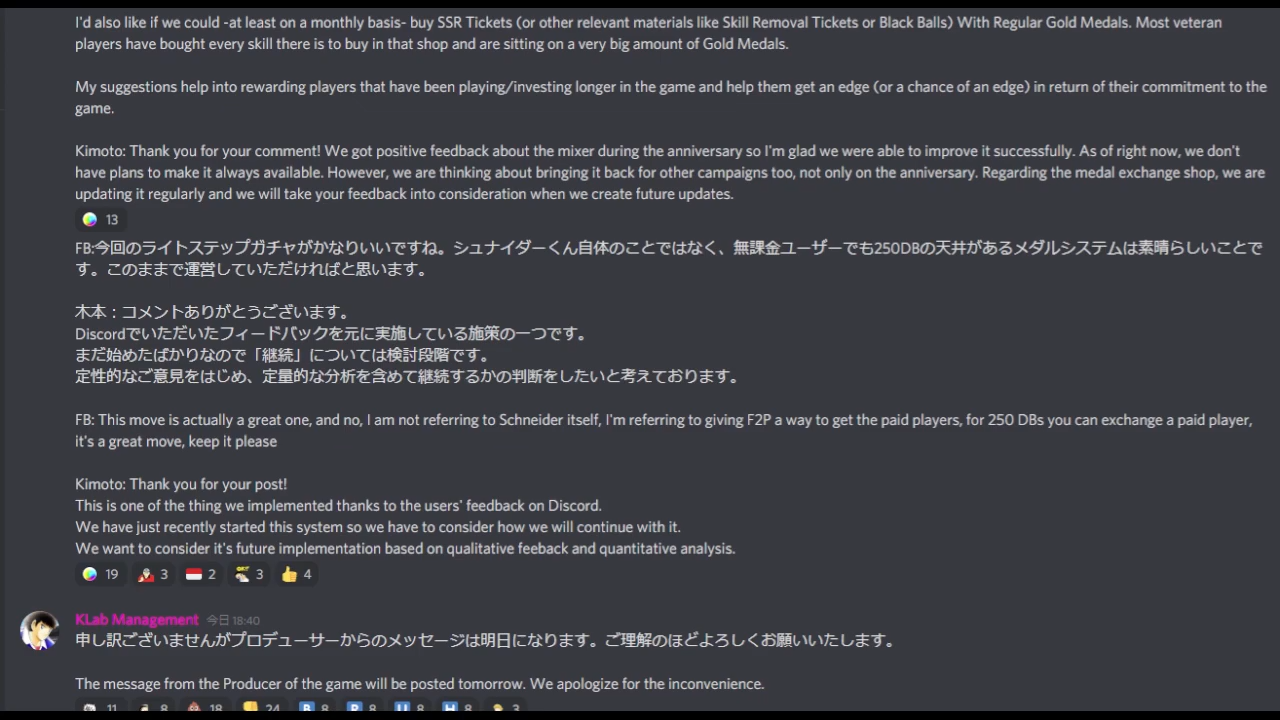 I'd also like if we could -at least on a monthly basis- buy SSR Tickets (or other relevant materials like Skill Removal Tickets or Black Balls) With Regular Gold Medals. Most veteran
players have bought every skill there is to buy in that shop and are sitting on a very big amount of Gold Medals.
My suggestions help into rewarding players that have been playing/investing longer in the game and help them get an edge (or a chance of an edge) in return of their commitment to the
game.
Kimoto: Thank you for your comment! We got positive feedback about the mixer during the anniversary so I'm glad we were able to improve it successfully. As of right now, we don't
have plans to make it always available. However, we are thinking about bringing it back for other campaigns too, not only on the anniversary. Regarding the medal exchange shop, we are
updating it regularly and we will take your feedback into consideration when we create future updates.
13
FB:今回のライトステップガチャがかなりいいですね。シュナイダーくん自体のことではなく、無課金ユーザーでも250DBの天井があるメダルシステムは素晴らしいことで
す。このままで運営していただければと思います。
木本：コメントありがとうございます。
Discordでいただいたフィードバックを元に実施している施策の一つです。
まだ始めたばかりなので「継続」については検討段階です。
定性的なご意見をはじめ、定量的な分析を含めて継続するかの判断をしたいと考えております。
FB: This move is actually a great one, and no, I am not referring to Schneider itself, I'm referring to giving F2P a way to get the paid players, for 250 DBs you can exchange a paid player,
it's a great move, keep it please
Kimoto: Thank you for your post!
This is one of the thing we implemented thanks to the users' feedback on Discord.
We have just recently started this system so we have to consider how we will continue with it.
We want to consider it's future implementation based on qualitative feeback and quantitative analysis.
19 3 2 3 4
KLab Management 今日 18:40
申し訳ございませんがプロデューサーからのメッセージは明日になります。ご理解のほどよろしくお願いいたします。
The message from the Producer of the game will be posted tomorrow. We apologize for the inconvenience.
11 8 18 24 B 8 R 8 U 8 H 8 3